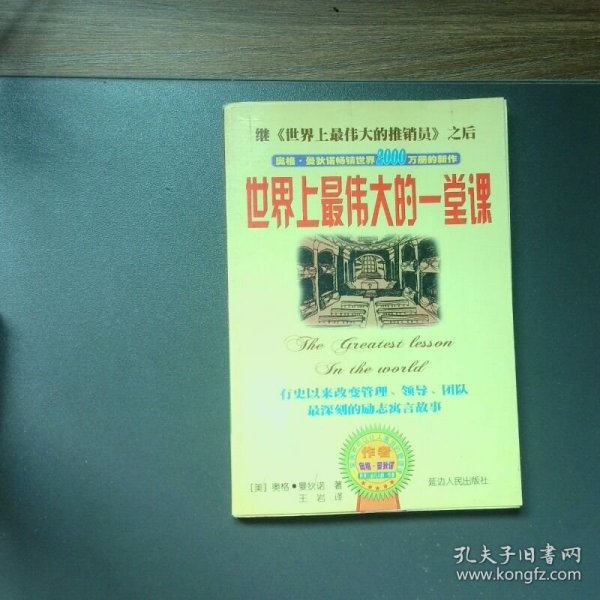 继《世界上最伟大的推销员》之后
奥格·曼狄诺畅销世界2000万册的新作
世界上最伟大的一堂课
The Greatest lesson
In the world
有史以来改变管理、领导、团队
最深刻的励志寓言故事
作者
奥格·曼狄诺
[美]奥格·曼狄诺 著
王岩 译
延边人民出版社
孔夫子旧书网
www.kongfz.com